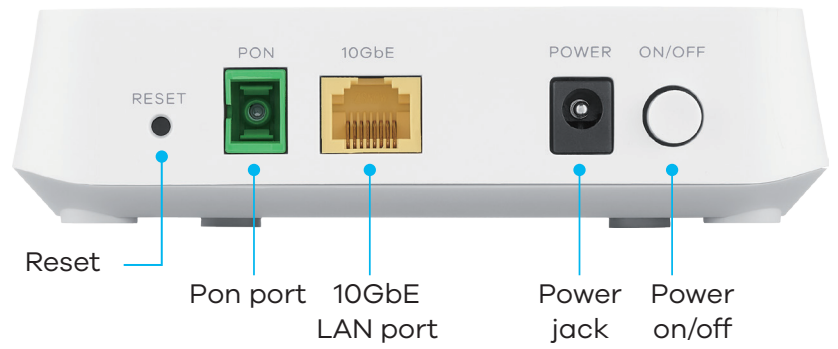 PON
10GbE
POWER
ON/OFF
RESET
Reset
Pon port
10GbE
LAN port
Power
jack
Power
on/off